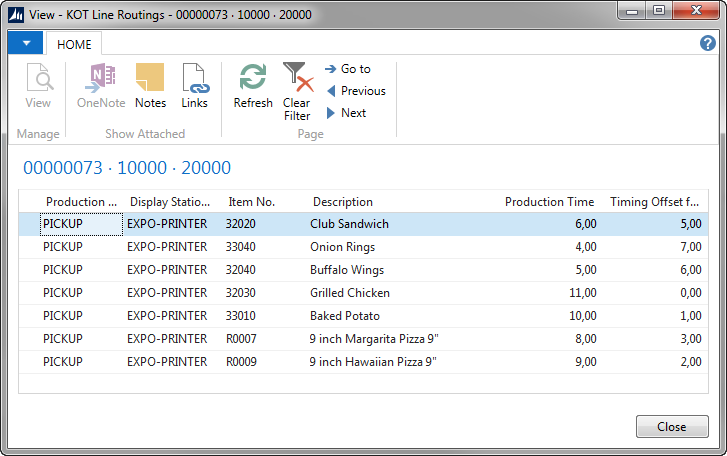 View - KOT Line Routings - 00000073 · 10000 · 20000
HOME
?
View
OneNote
Notes
Links
Refresh
Clear Filter
Go to
Previous
Next
Manage
Show Attached
Page
00000073 · 10000 · 20000
Production ... Display Statio... Item No. Description Production Time Timing Offset f...
PICKUP EXPO-PRINTER 32020 Club Sandwich 6,00 5,00
PICKUP EXPO-PRINTER 33040 Onion Rings 4,00 7,00
PICKUP EXPO-PRINTER 32040 Buffalo Wings 5,00 6,00
PICKUP EXPO-PRINTER 32030 Grilled Chicken 11,00 0,00
PICKUP EXPO-PRINTER 33010 Baked Potato 10,00 1,00
PICKUP EXPO-PRINTER R0007 9 inch Margarita Pizza 9" 8,00 3,00
PICKUP EXPO-PRINTER R0009 9 inch Hawaiian Pizza 9" 9,00 2,00
Close